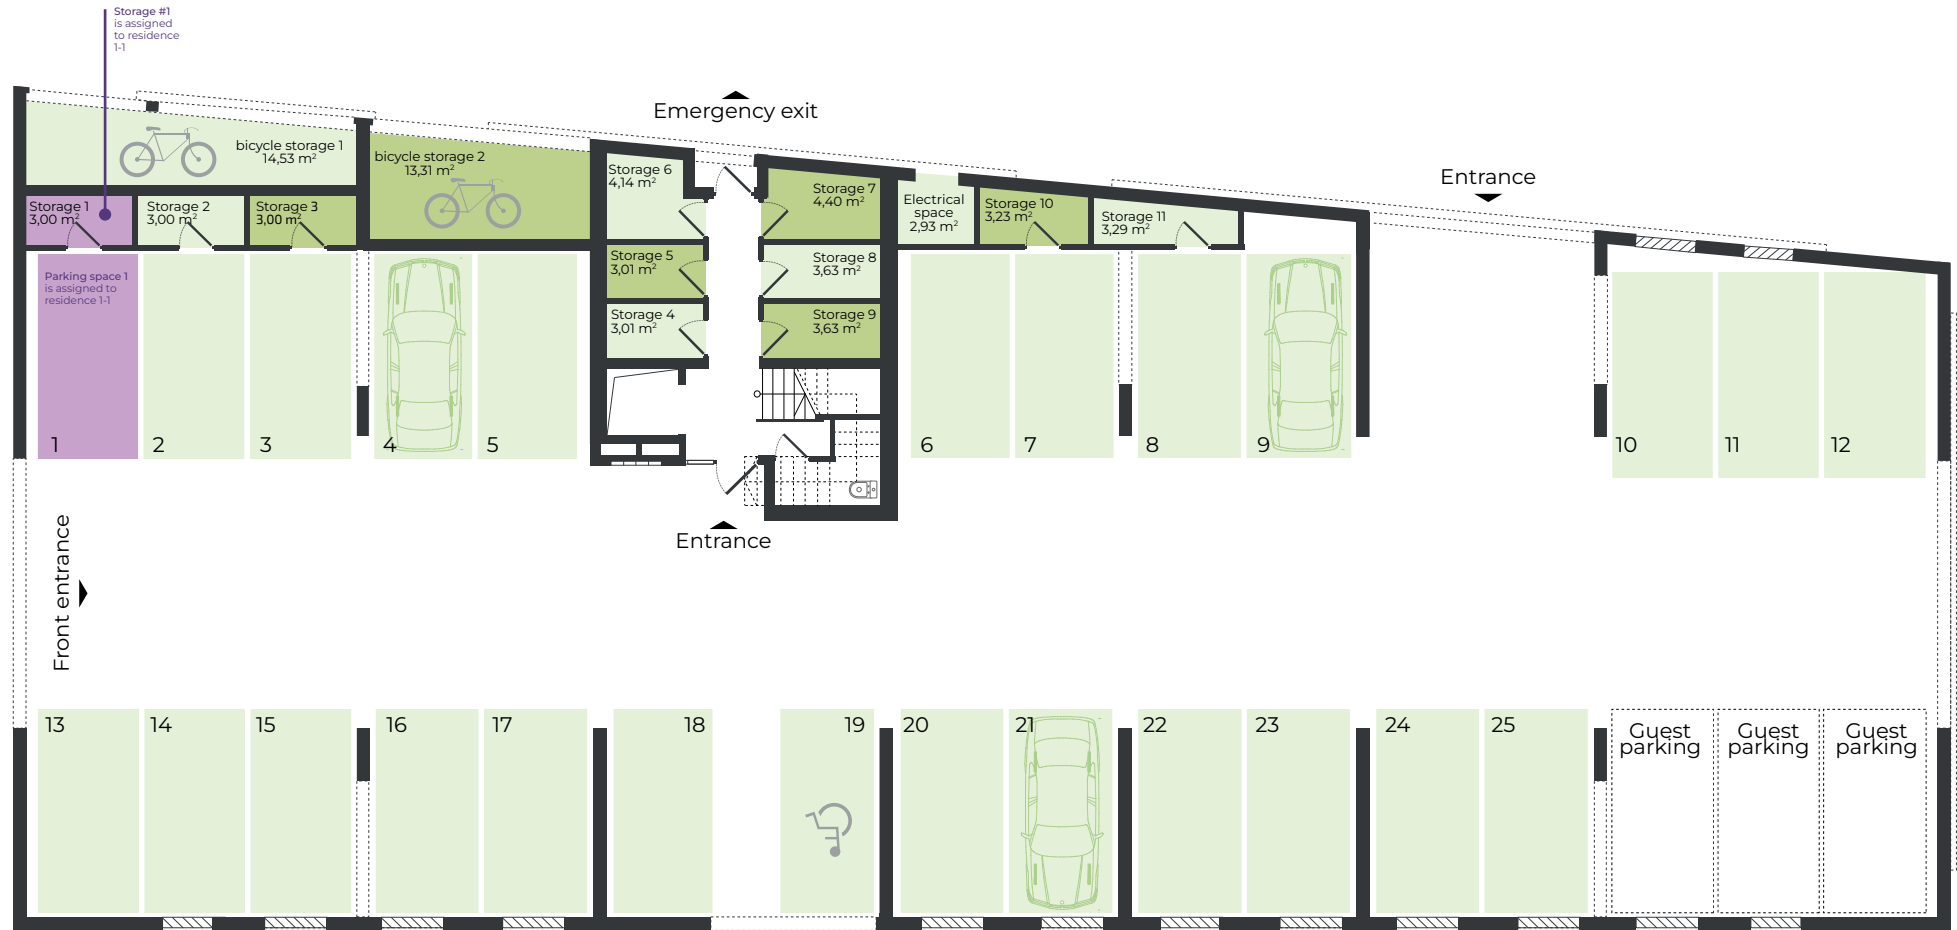 Storage #1
is assigned
to residence
1-1
Emergency exit
bicycle storage 1
14,53 m²
bicycle storage 2
13,31 m²
Storage 6
4,14 m²
Storage 7
4,40 m²
Entrance
Storage 1
3,00 m²
Storage 2
3,00 m²
Storage 3
3,00 m²
Electrical
space
2,93 m²
Storage 10
3,23 m²
Storage 11
3,29 m²
Storage 5
3,01 m²
Storage 8
3,63 m²
Parking space 1
is assigned to
residence 1-1
Storage 4
3,01 m²
Storage 9
3,63 m²
1
2
3
4
5
6
7
8
9
10
11
12
Entrance
Front entrance
13
14
15
16
17
18
19
20
21
22
23
24
25
Guest
parking
Guest
parking
Guest
parking